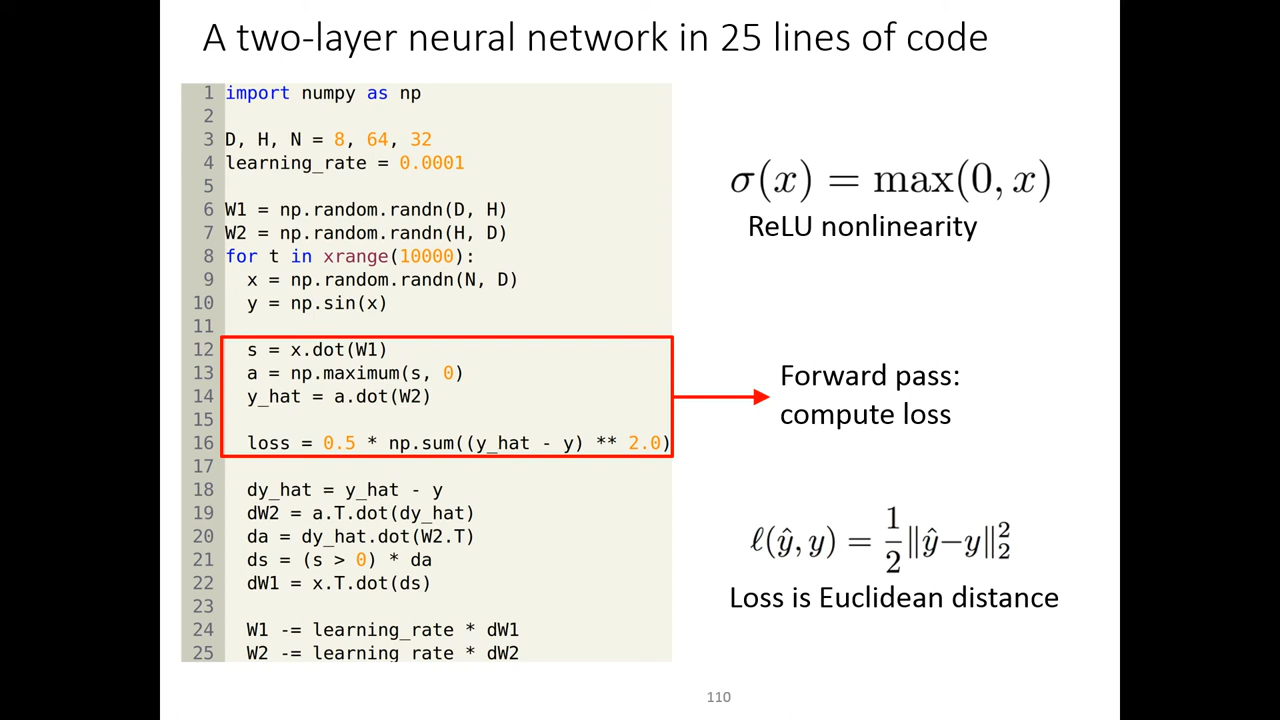 A two-layer neural network in 25 lines of code
1 import numpy as np
2
3 D, H, N = 8, 64, 32
4 learning_rate = 0.0001
5
6 W1 = np.random.randn(D, H)
7 W2 = np.random.randn(H, D)
8 for t in xrange(10000):
9   x = np.random.randn(N, D)
10   y = np.sin(x)
11
12   s = x.dot(W1)
13   a = np.maximum(s, 0)
14   y_hat = a.dot(W2)
15
16   loss = 0.5 * np.sum((y_hat - y) ** 2.0)
17
18   dy_hat = y_hat - y
19   dW2 = a.T.dot(dy_hat)
20   da = dy_hat.dot(W2.T)
21   ds = (s > 0) * da
22   dW1 = x.T.dot(ds)
23
24   W1 -= learning_rate * dW1
25   W2 -= learning_rate * dW2
σ(x) = max(0, x)
ReLU nonlinearity
Forward pass:
compute loss
ℓ(ŷ, y) = 1/2 ‖ŷ−y‖₂²
Loss is Euclidean distance
110